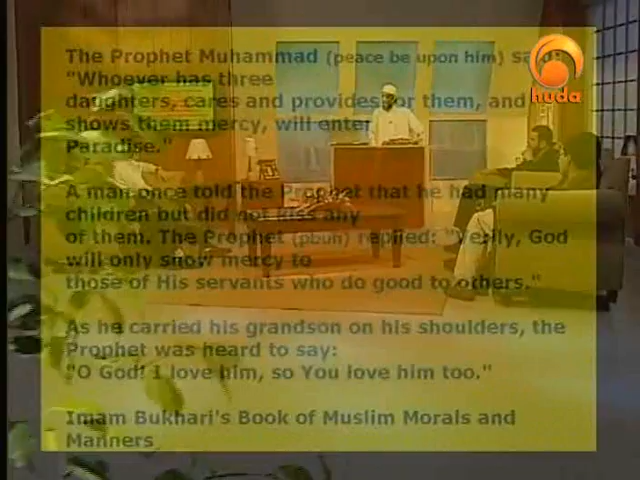 The Prophet Muhammad (peace be upon him) said:
"Whoever has three
daughters, cares and provides for them, and
shows them mercy, will enter
Paradise."
A man once told the Prophet that he had many
children but did not kiss any
of them. The Prophet (pbuh) replied: "Verily, God
will only show mercy to
those of His servants who do good to others."
As he carried his grandson on his shoulders, the
Prophet was heard to say:
"O God! I love him, so You love him too."
Imam Bukhari's Book of Muslim Morals and
Manners
huda